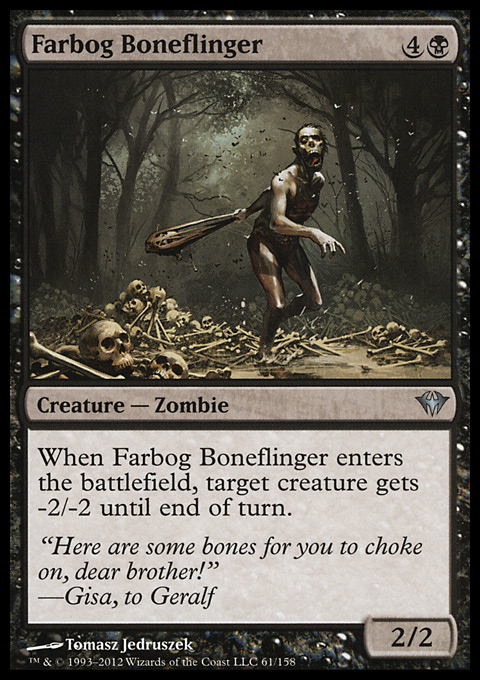 Farbog Boneflinger 4
Creature — Zombie
When Farbog Boneflinger enters
the battlefield, target creature gets
-2/-2 until end of turn.
“Here are some bones for you to choke
on, dear brother!”
—Gisa, to Geralf
2/2
Tomasz Jedruszek
™ & © 1993–2012 Wizards of the Coast LLC 61/158